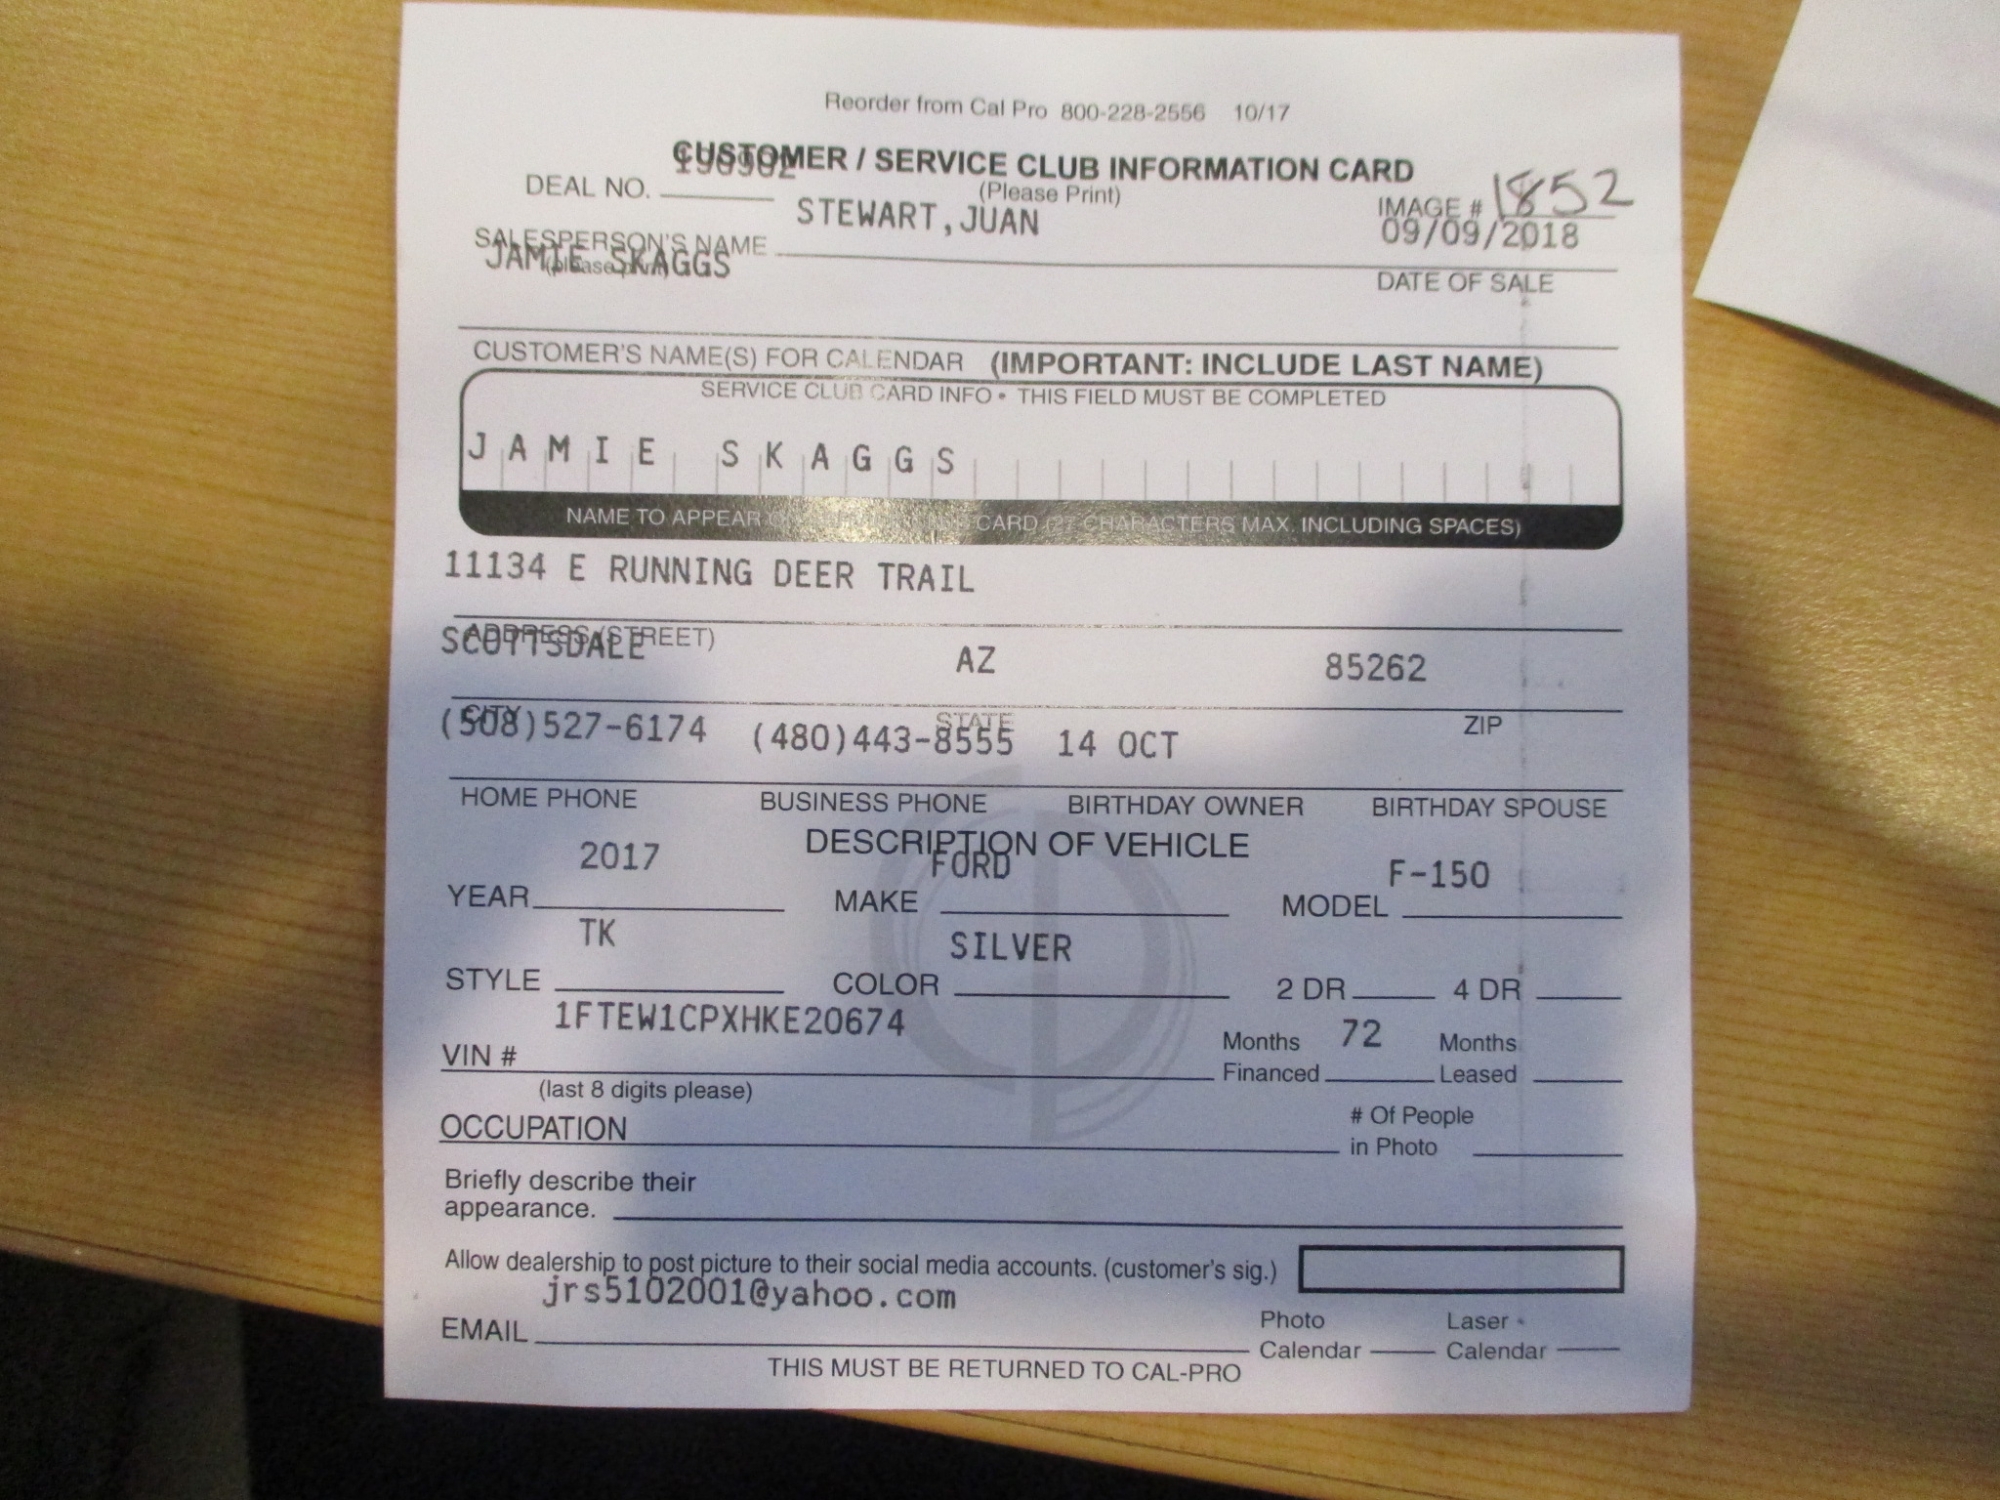 Reorder from Cal Pro 800-228-2556 10/17
CUSTOMER / SERVICE CLUB INFORMATION CARD
(Please Print)
DEAL NO.
IMAGE # 1852
STEWART,JUAN
09/09/2018
SALESPERSON'S NAME
(please print)
JAMIE SKAGGS
DATE OF SALE
CUSTOMER'S NAME(S) FOR CALENDAR (IMPORTANT: INCLUDE LAST NAME)
SERVICE CLUB CARD INFO • THIS FIELD MUST BE COMPLETED
JAMIE SKAGGS
NAME TO APPEAR CARD (27 CHARACTERS MAX. INCLUDING SPACES)
11134 E RUNNING DEER TRAIL
ADDRESS (STREET)
SCOTTSDALE AZ 85262
CITY STATE ZIP
(508)527-6174 (480)443-8555 14 OCT
HOME PHONE BUSINESS PHONE BIRTHDAY OWNER BIRTHDAY SPOUSE
DESCRIPTION OF VEHICLE
2017 FORD F-150
YEAR MAKE MODEL
TK SILVER
STYLE COLOR 2 DR 4 DR
1FTEW1CPXHKE20674
VIN #
(last 8 digits please)
Months Financed 72 Months Leased
OCCUPATION
# Of People in Photo
Briefly describe their
appearance.
Allow dealership to post picture to their social media accounts. (customer's sig.)
jrs5102001@yahoo.com
EMAIL
Photo Calendar Laser Calendar
THIS MUST BE RETURNED TO CAL-PRO